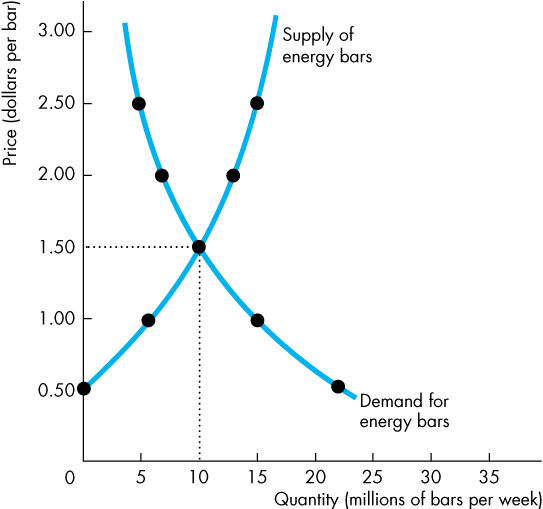 Price (dollars per bar)
3.00
2.50
2.00
1.50
1.00
0.50
0
5
10
15
20
25
30
35
Supply of
energy bars
Demand for
energy bars
Quantity (millions of bars per week)